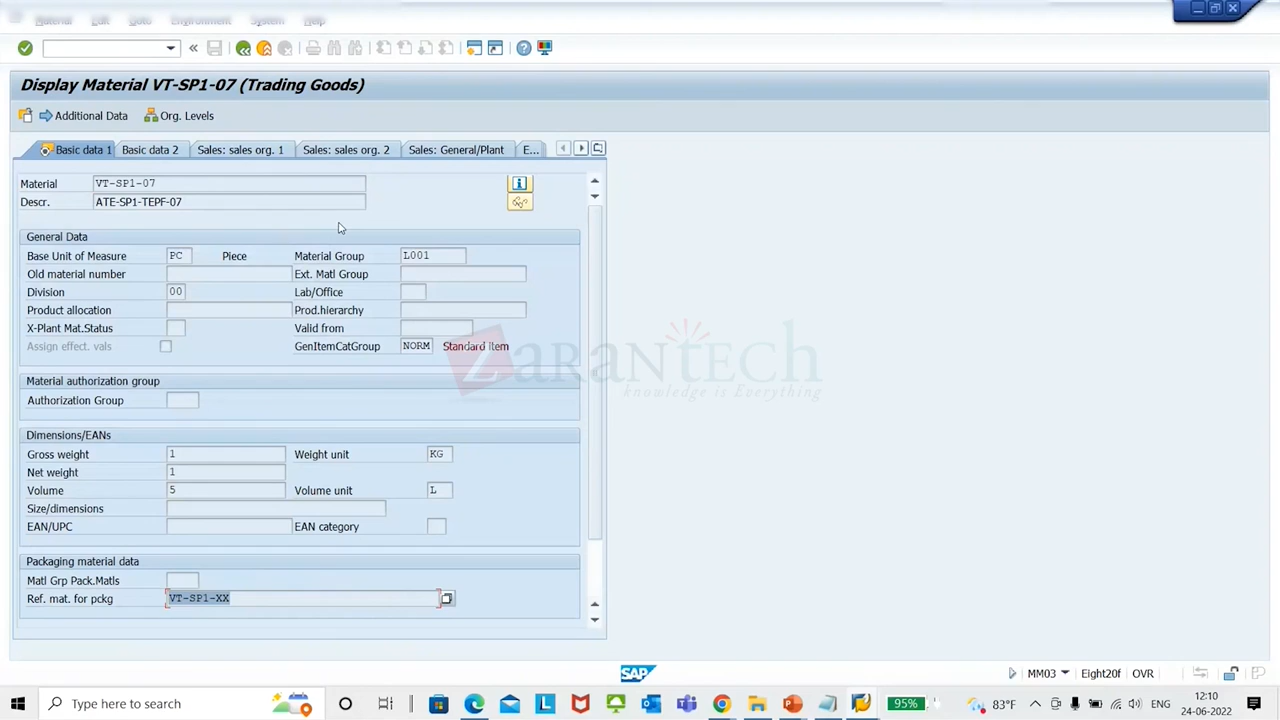 Material Edit Goto Environment System Help
Display Material VT-SP1-07 (Trading Goods)
Additional Data Org. Levels
Basic data 1 Basic data 2 Sales: sales org. 1 Sales: sales org. 2 Sales: General/Plant E...
Material VT-SP1-07
Descr. ATE-SP1-TEPF-07
General Data
Base Unit of Measure PC Piece Material Group L001
Old material number Ext. Matl Group
Division 00 Lab/Office
Product allocation Prod.hierarchy
X-Plant Mat.Status Valid from
Assign effect. vals GenItemCatGroup NORM Standard item
zarantech
knowledge is Everything
Material authorization group
Authorization Group
Dimensions/EANs
Gross weight 1 Weight unit KG
Net weight 1
Volume 5 Volume unit L
Size/dimensions
EAN/UPC EAN category
Packaging material data
Matl Grp Pack.Matls
Ref. mat. for pckg VT-SP1-XX
SAP
MM03 Eight20f OVR
Type here to search
95%
83°F
ENG
12:10
24-06-2022